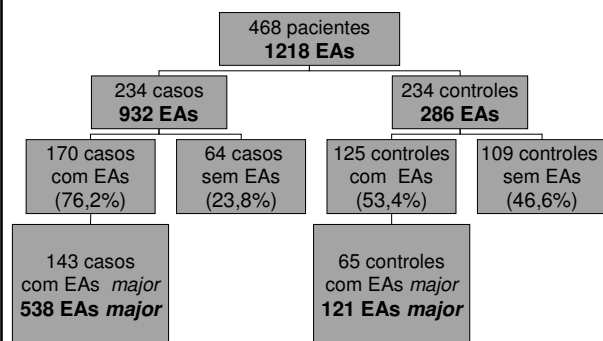 468 pacientes
1218 EAs
234 casos
932 EAs
234 controles
286 EAs
170 casos
com EAs
(76,2%)
64 casos
sem EAs
(23,8%)
125 controles
com EAs
(53,4%)
109 controles
sem EAs
(46,6%)
143 casos
com EAs major
538 EAs major
65 controles
com EAs major
121 EAs major